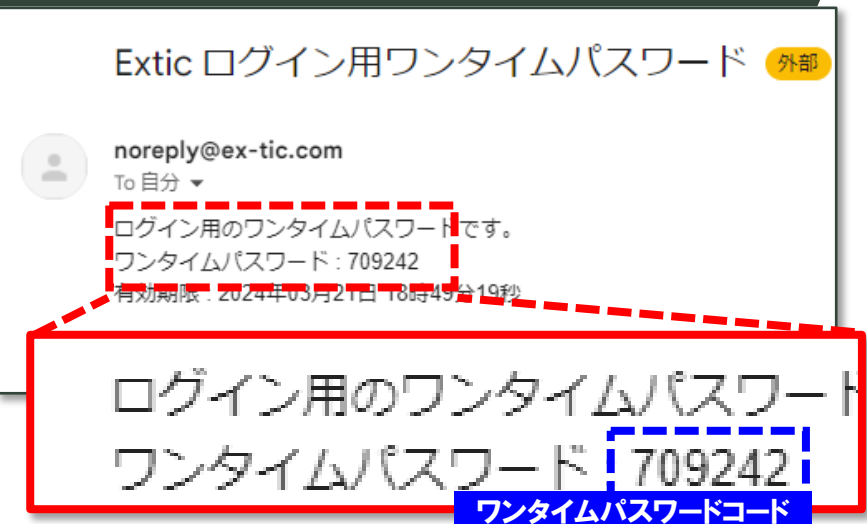 Extic ログイン用ワンタイムパスワード 外部
noreply@ex-tic.com
To 自分
ログイン用のワンタイムパスワードです。
ワンタイムパスワード : 709242
有効期限 : 2024年03月21日 18時49分19秒
ログイン用のワンタイムパスワード
ワンタイムパスワード : 709242
ワンタイムパスワードコード